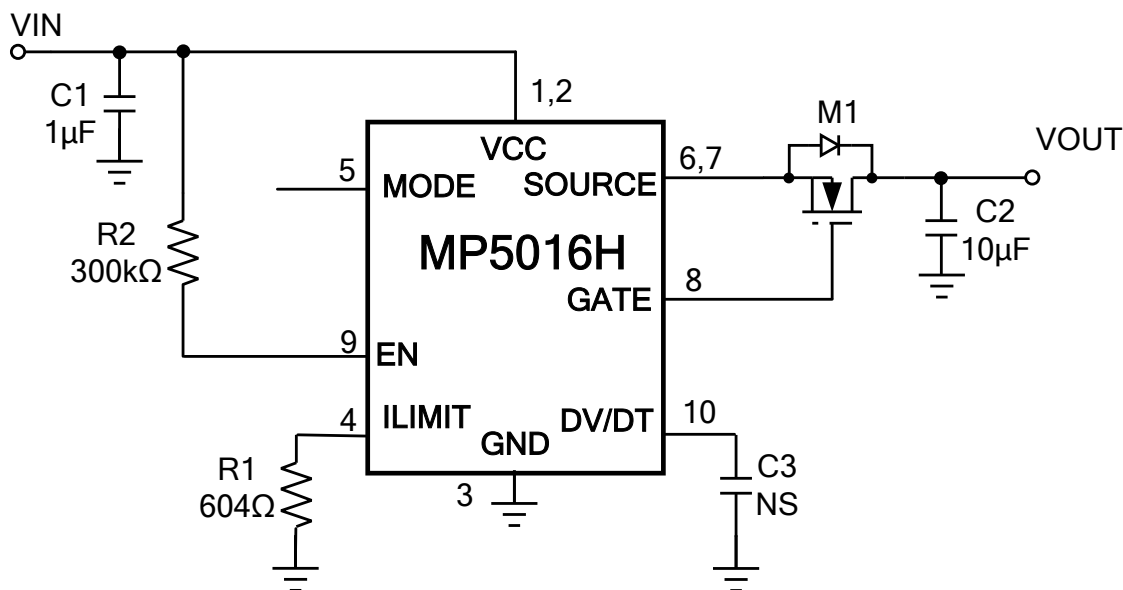 VIN
C1
1µF
1,2
M1
VOUT
VCC
5
MODE
SOURCE
6,7
R2
300kΩ
MP5016H
C2
10µF
GATE
8
9
EN
4
ILIMIT
GND
DV/DT
10
R1
604Ω
3
C3
NS